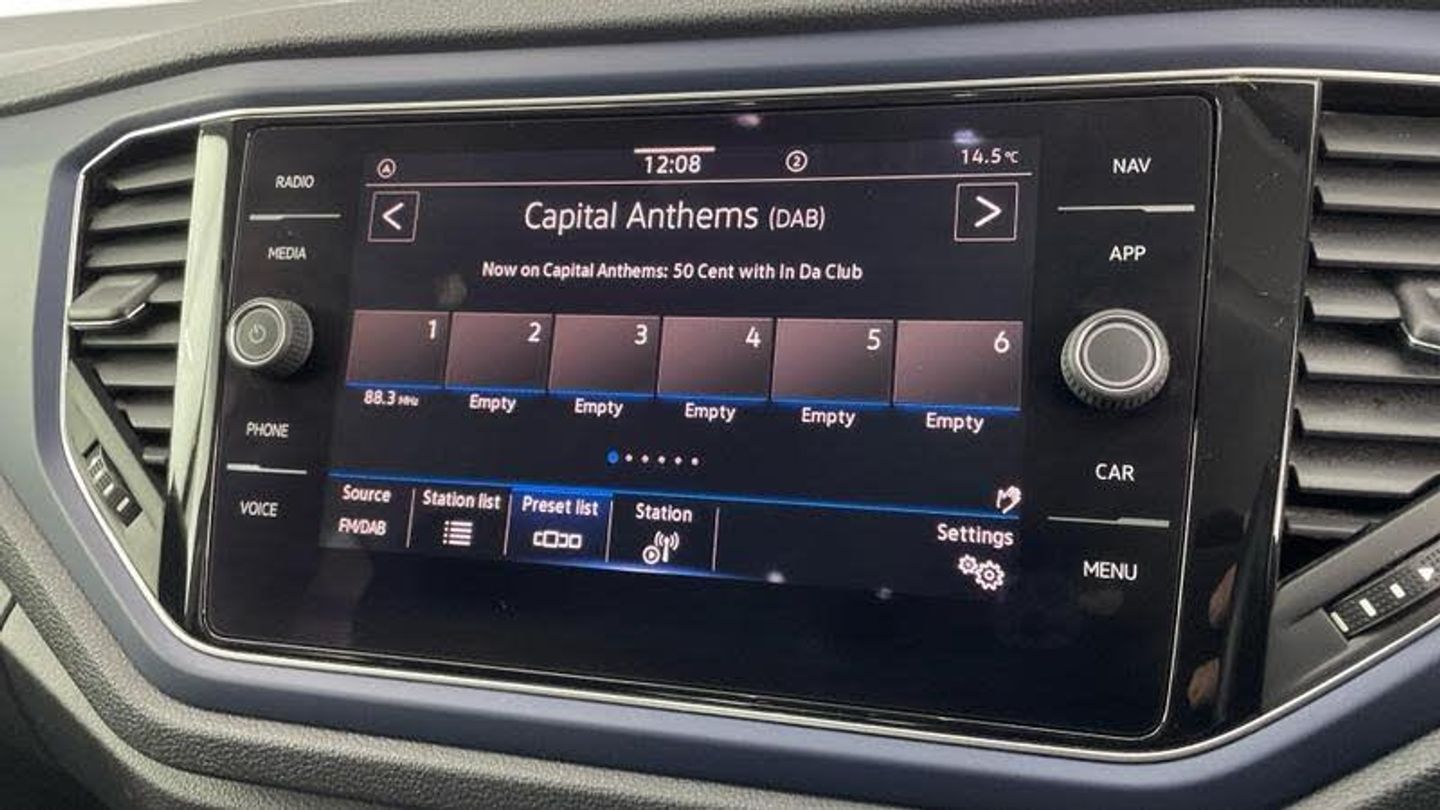 RADIO
MEDIA
PHONE
VOICE
12:08
2
14.5°C
<
Capital Anthems (DAB)
>
Now on Capital Anthems: 50 Cent with In Da Club
1 2 3 4 5 6
88.3 MHz Empty Empty Empty Empty Empty
Source Station list Preset list Station
FM/DAB
Settings
NAV
APP
CAR
MENU